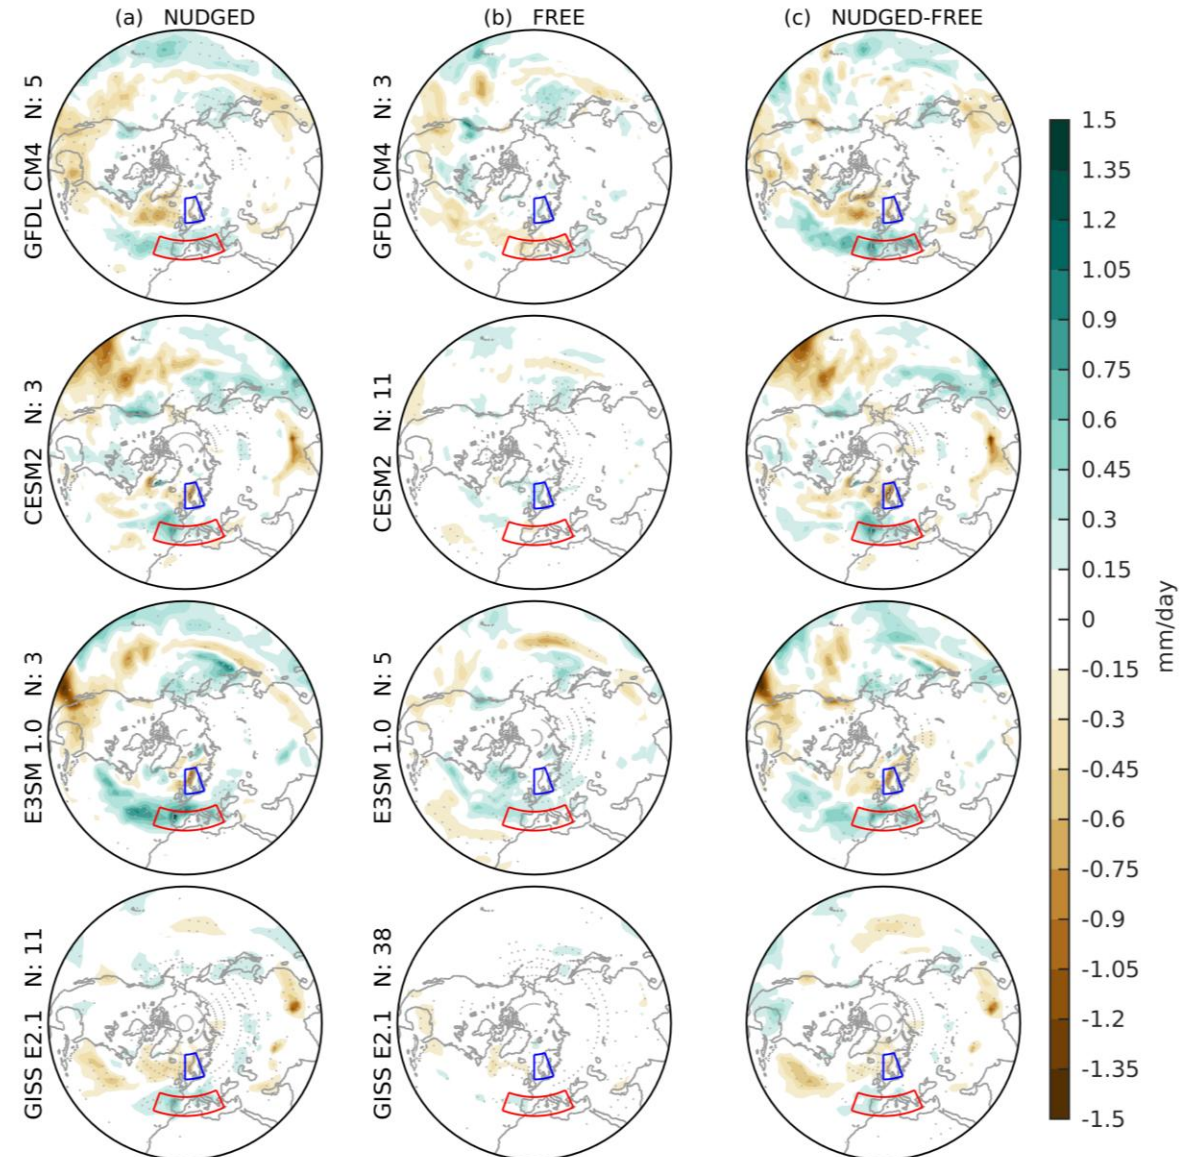 (a) NUDGED
(b) FREE
(c) NUDGED-FREE
GFDL CM4 N: 5
GFDL CM4 N: 3
CESM2 N: 3
CESM2 N: 11
E3SM 1.0 N: 3
E3SM 1.0 N: 5
GISS E2.1 N: 11
GISS E2.1 N: 38
1.5
1.35
1.2
1.05
0.9
0.75
0.6
0.45
0.3
0.15
0
-0.15
-0.3
-0.45
-0.6
-0.75
-0.9
-1.05
-1.2
-1.35
-1.5
mm/day